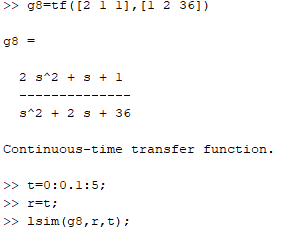 >> g8=tf([2 1 1],[1 2 36])
g8 =
2 s^2 + s + 1
--------------
s^2 + 2 s + 36
Continuous-time transfer function.
>> t=0:0.1:5;
>> r=t;
>> lsim(g8,r,t);